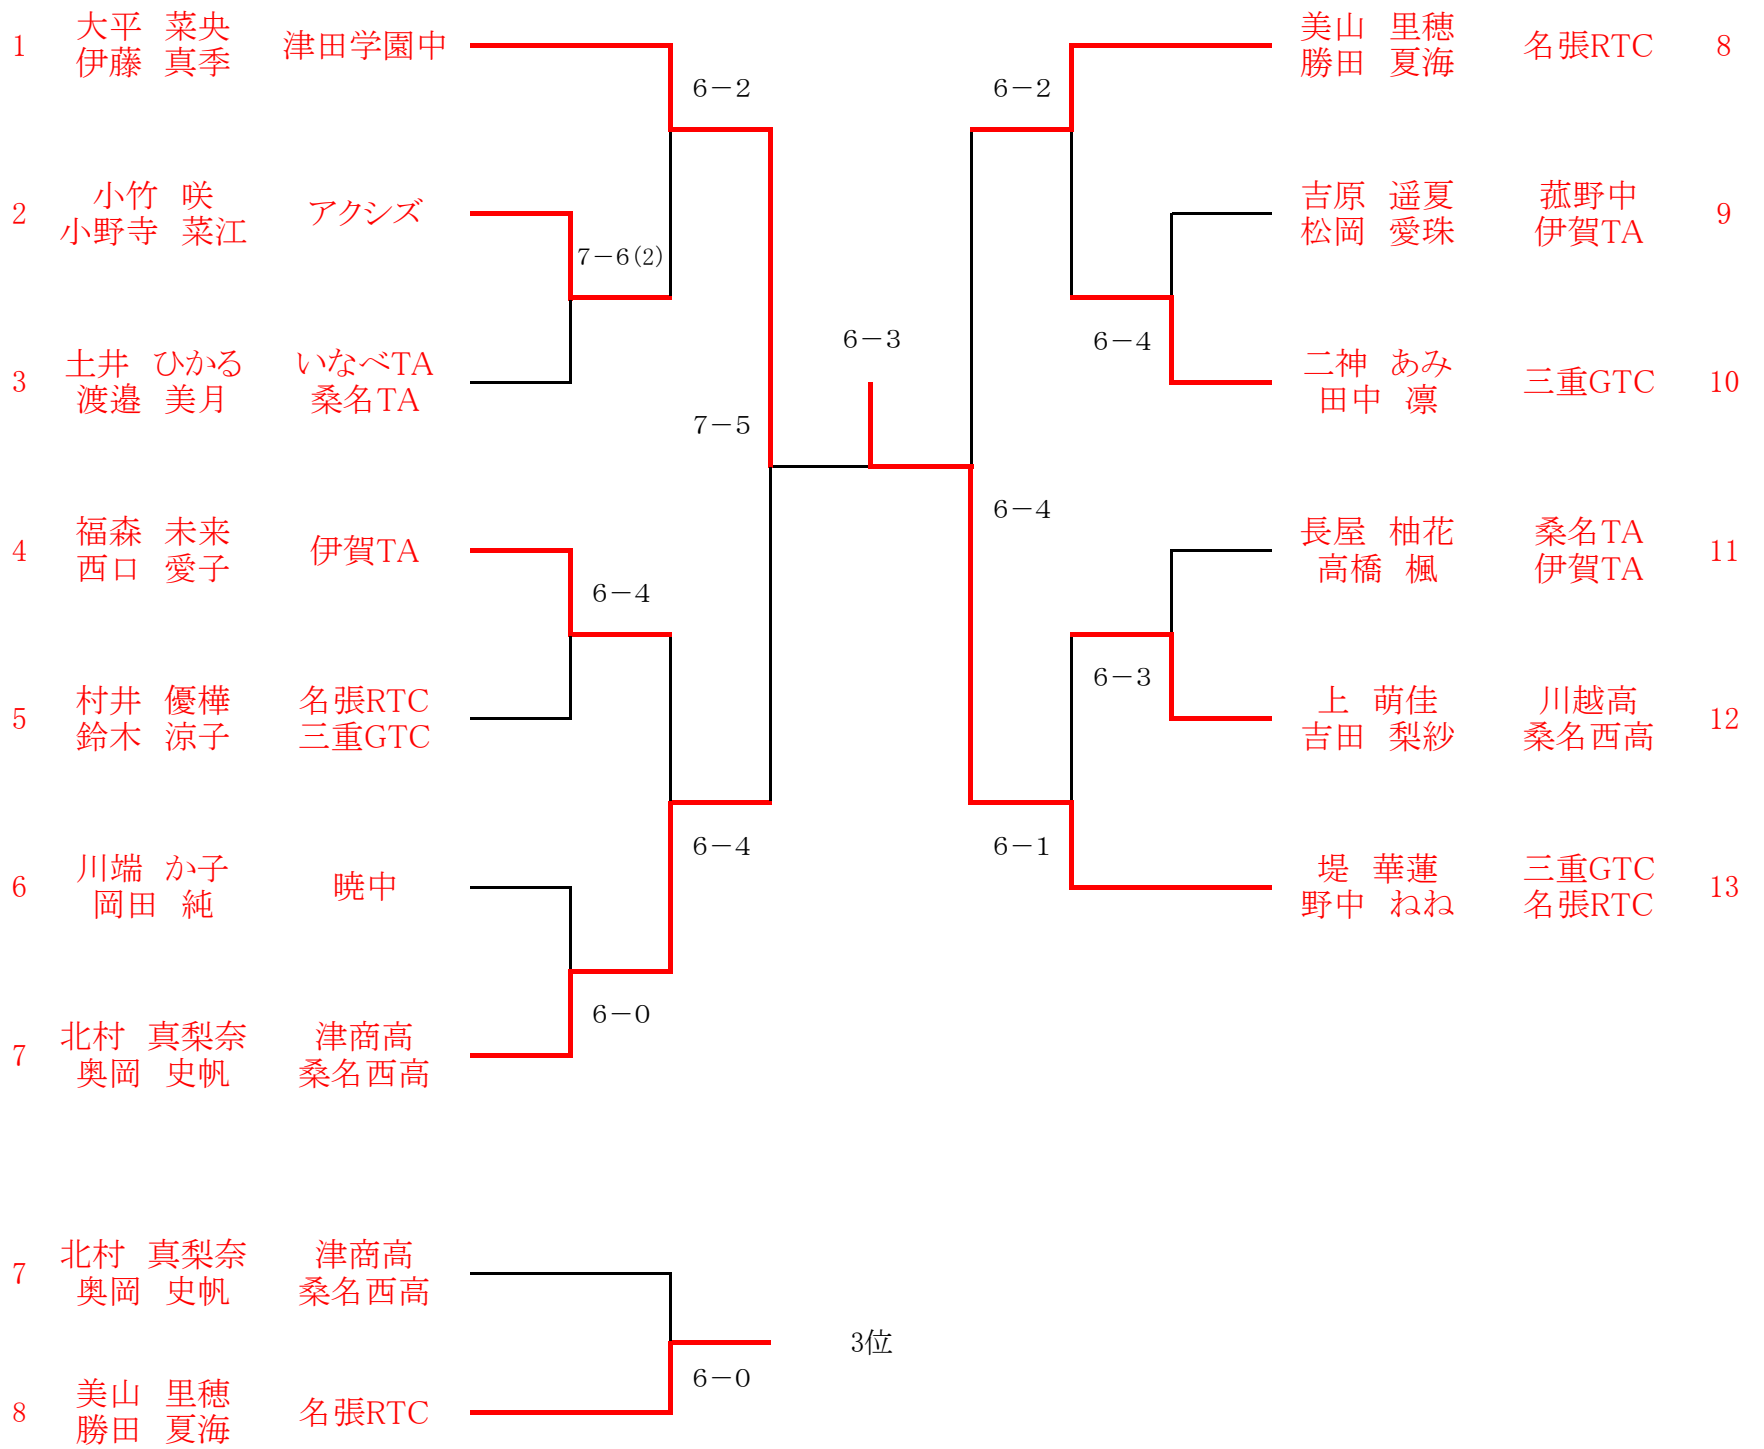 1 大平 菜央 津田学園中
伊藤 真季
6－2
2 小竹 咲 アクシズ
小野寺 菜江
7－6(2)
3 土井 ひかる いなべTA
渡邉 美月 桑名TA
7－5
4 福森 未来 伊賀TA
西口 愛子
6－4
5 村井 優樺 名張RTC
鈴木 涼子 三重GTC
6－4
6 川端 か子 暁中
岡田 純
6－0
7 北村 真梨奈 津商高
奥岡 史帆 桑名西高
6－3
美山 里穂 名張RTC 8
勝田 夏海
6－2
吉原 遥夏 菰野中 9
松岡 愛珠 伊賀TA
6－4
二神 あみ 三重GTC 10
田中 凛
6－4
長屋 柚花 桑名TA 11
高橋 楓 伊賀TA
6－3
上 萌佳 川越高 12
吉田 梨紗 桑名西高
6－1
堤 華蓮 三重GTC 13
野中 ねね 名張RTC
7 北村 真梨奈 津商高
奥岡 史帆 桑名西高
3位
6－0
8 美山 里穂 名張RTC
勝田 夏海